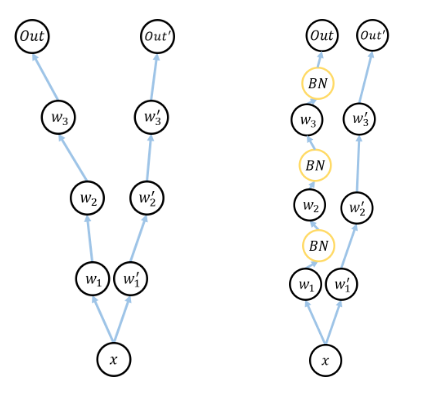 Out Out′ Out Out′
BN
w₃ w′₃ w₃ w′₃
BN
w₂ w′₂ w₂ w′₂
BN
w₁ w′₁ w₁ w′₁
x x